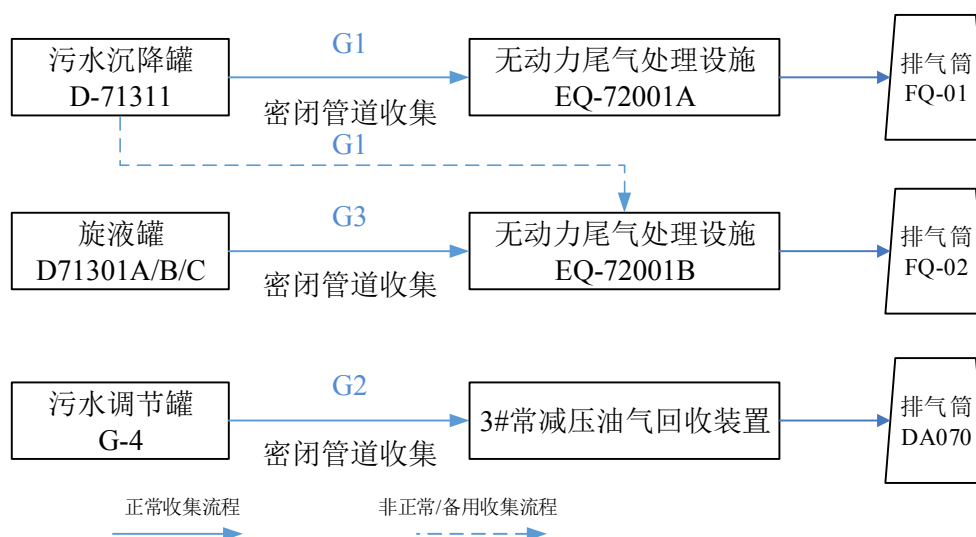 污水沉降罐
D-71311
G1
密闭管道收集
无动力尾气处理设施
EQ-72001A
排气筒
FQ-01
G1
旋液罐
D71301A/B/C
G3
密闭管道收集
无动力尾气处理设施
EQ-72001B
排气筒
FQ-02
污水调节罐
G-4
G2
密闭管道收集
3#常减压油气回收装置
排气筒
DA070
正常收集流程
非正常/备用收集流程